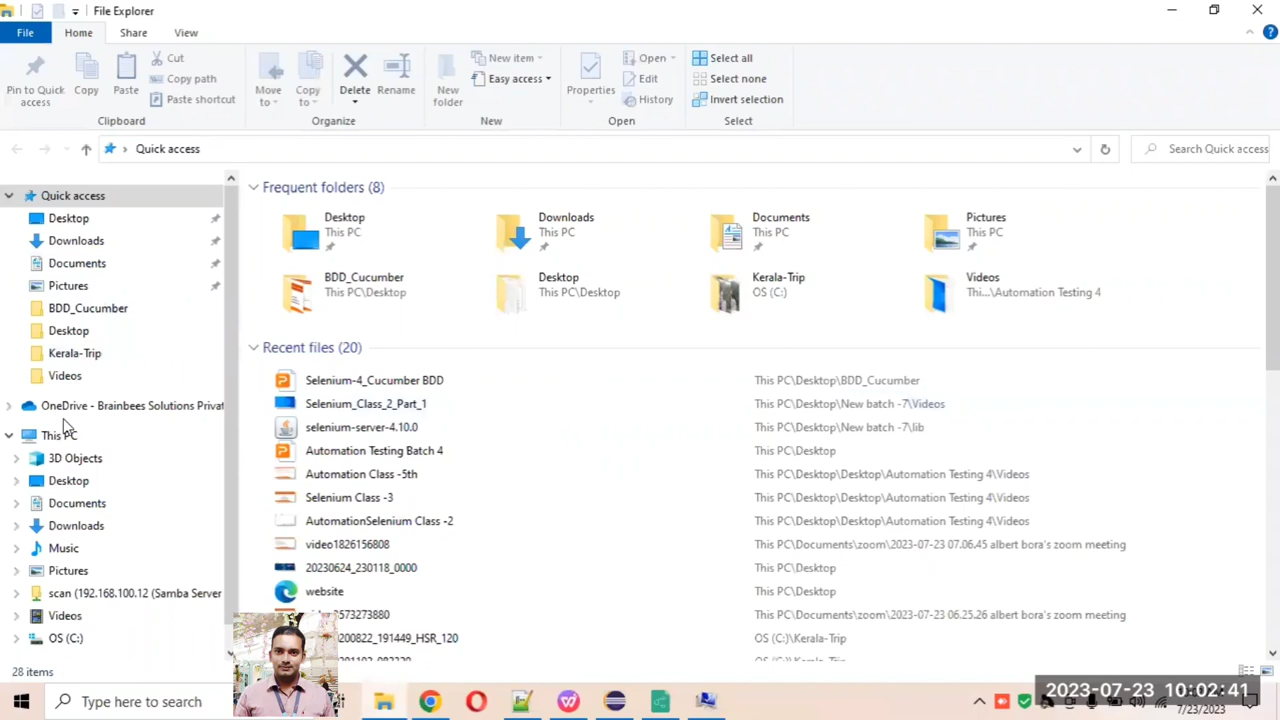 File Explorer
File Home Share View
Pin to Quick access
Copy
Paste
Cut
Copy path
Paste shortcut
Clipboard
Move to
Copy to
Delete
Rename
Organize
New folder
New item
Easy access
New
Properties
Open
Edit
History
Open
Select all
Select none
Invert selection
Select
Quick access
Search Quick access
Quick access
Desktop
Downloads
Documents
Pictures
BDD_Cucumber
Desktop
Kerala-Trip
Videos
OneDrive - Brainbees Solutions Privat
This PC
3D Objects
Desktop
Documents
Downloads
Music
Pictures
scan (192.168.100.12 (Samba Server
Videos
OS (C:)
Frequent folders (8)
Desktop
This PC
Downloads
This PC
Documents
This PC
Pictures
This PC
BDD_Cucumber
This PC\Desktop
Desktop
This PC\Desktop
Kerala-Trip
OS (C:)
Videos
Thi...\Automation Testing 4
Recent files (20)
Selenium-4_Cucumber BDD This PC\Desktop\BDD_Cucumber
Selenium_Class_2_Part_1 This PC\Desktop\New batch -7\Videos
selenium-server-4.10.0 This PC\Desktop\New batch -7\lib
Automation Testing Batch 4 This PC\Desktop
Automation Class -5th This PC\Desktop\Desktop\Automation Testing 4\Videos
Selenium Class -3 This PC\Desktop\Desktop\Automation Testing 4\Videos
AutomationSelenium Class -2 This PC\Desktop\Desktop\Automation Testing 4\Videos
video1826156808 This PC\Documents\zoom\2023-07-23 07.06.45 albert bora's zoom meeting
20230624_230118_0000 This PC\Desktop
website This PC\Desktop
3573273880 This PC\Documents\zoom\2023-07-23 06.25.26 albert bora's zoom meeting
200822_191449_HSR_120 OS (C:)\Kerala-Trip
OS (C:)\Kerala-Trip
28 items
Type here to search
2023-07-23 10:02:41
7/23/2023